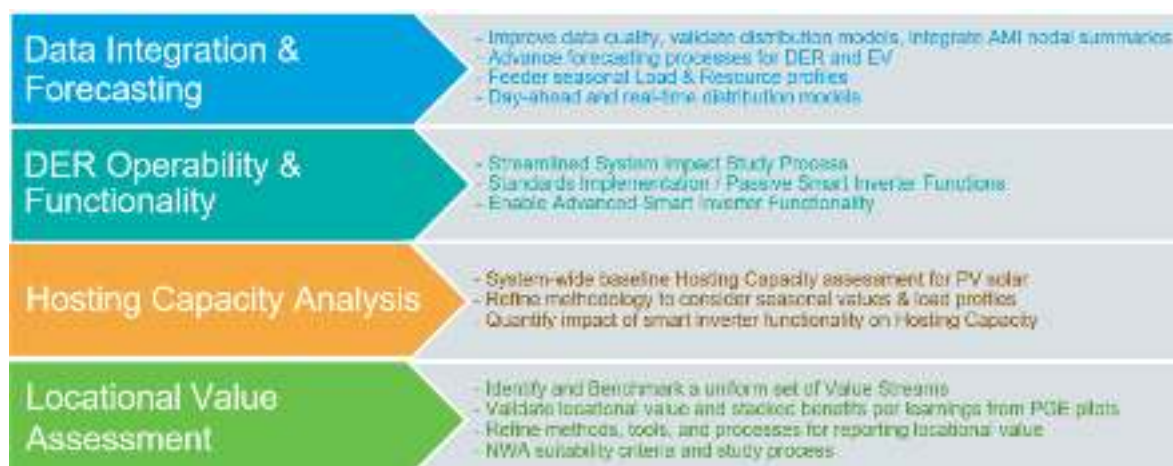 Data Integration &
Forecasting
- Improve data quality, validate distribution models, integrate AMI nodal summaries
- Advance forecasting processes for DER and EV
- Feeder seasonal Load & Resource profiles
- Day-ahead and real-time distribution models
DER Operability &
Functionality
- Streamlined System Impact Study Process
- Standards Implementation / Passive Smart Inverter Functions
- Enable Advanced Smart Inverter Functionality
Hosting Capacity Analysis
- System-wide baseline Hosting Capacity assessment for PV solar
- Refine methodology to consider seasonal values & load profiles
- Quantify impact of smart inverter functionality on Hosting Capacity
Locational Value
Assessment
- Identify and Benchmark a uniform set of Value Streams
- Validate locational value and stacked benefits per learnings from PGE pilots
- Refine methods, tools, and processes for reporting locational value
- NWA suitability criteria and study process